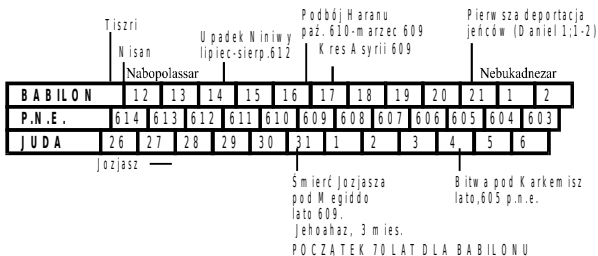 Tiszri
Nisan
Upadek Niniwy
lipiec-sierp.612
Podbój Haranu
paź. 610-marzec 609
Kres Asyrii 609
Pierwsza deportacja
jeńców (Daniel 1;1-2)
Nabopolassar
Nebukadnezar
BABILON 12 13 14 15 16 17 18 19 20 21 1 2
P.N.E. 614 613 612 611 610 609 608 607 606 605 604 603
JUDA 26 27 28 29 30 31 1 2 3 4 5 6
Jozjasz
Śmierć Jozjasza
pod Megiddo
lato 609.
Jehoahaz, 3 mies.
Bitwa pod Karkemisz
lato,605 p.n.e.
POCZĄTEK 70 LAT DLA BABILONU